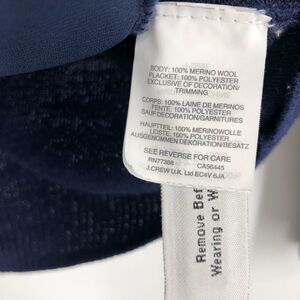 BODY: 100% MERINO WOOL
PLACKET: 100% POLYESTER
EXCLUSIVE OF DECORATION/
TRIMMING
CORPS: 100% LAINE DE MERINOS
FENTE: 100% POLYESTER
SAUF DECORATION/GARNITURES
HAUPTTEIL: 100% MERINOWOLLE
LEISTE: 100% POLYESTER
AUSGENOMMEN DEKORATION/BESATZ
SEE REVERSE FOR CARE
RN77388 CA56445
J.CREW U.K. Ltd EC4V 6JA
Remove Bef
Wearing or W